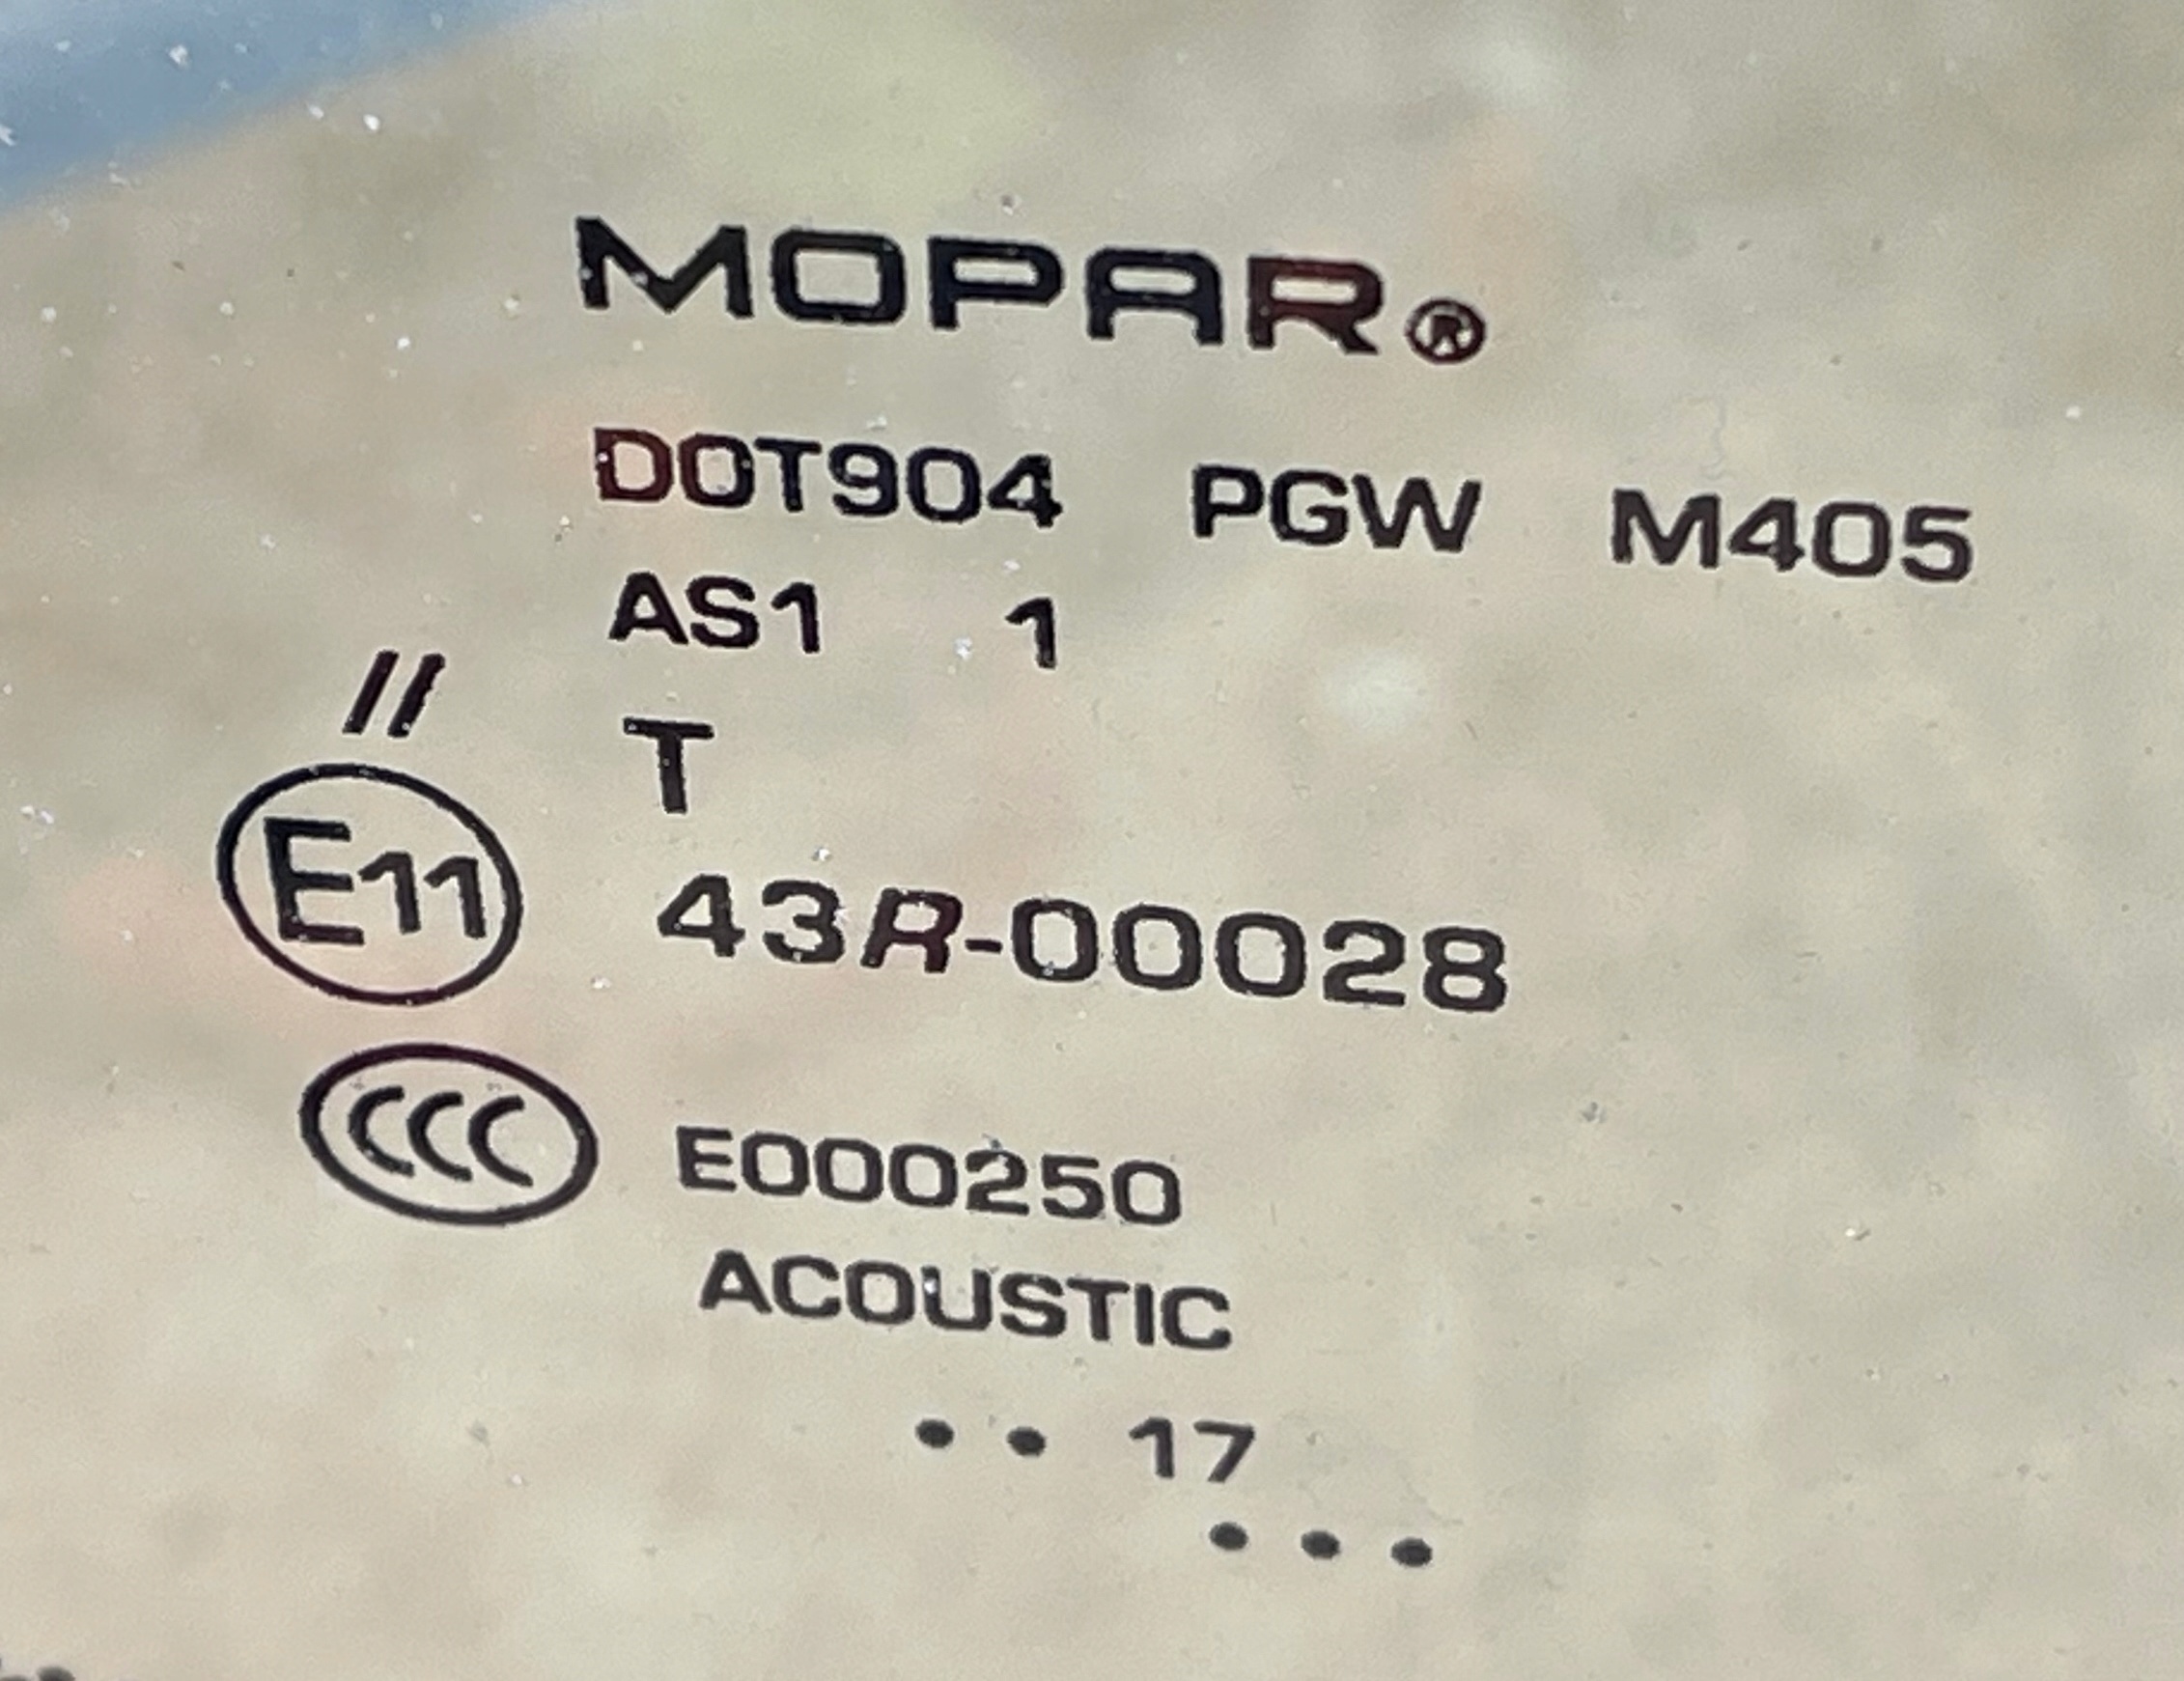 MOPAR®
DOT904 PGW M405
AS1 1
//
T
E11
43R-00028
CCC
E000250
ACOUSTIC
• • 17
• • •